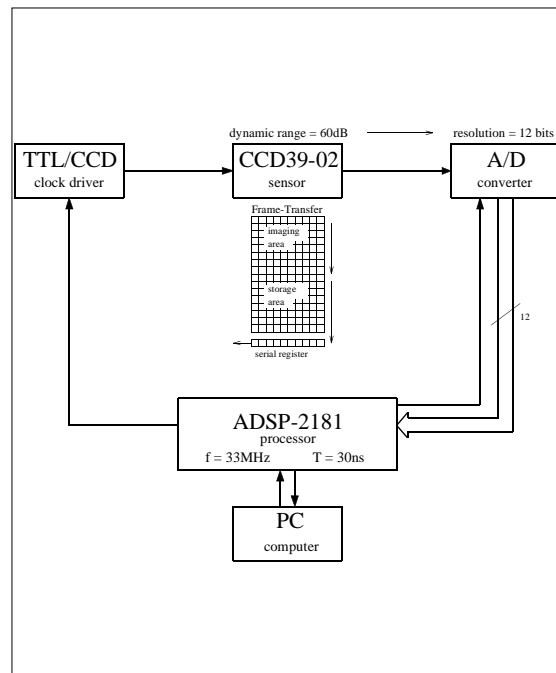 dynamic range = 60dB resolution = 12 bits
TTL/CCD
clock driver
CCD39-02
sensor
A/D
converter
Frame-Transfer
imaging
area
storage
area
serial register
12
ADSP-2181
processor
f = 33MHz T = 30ns
PC
computer